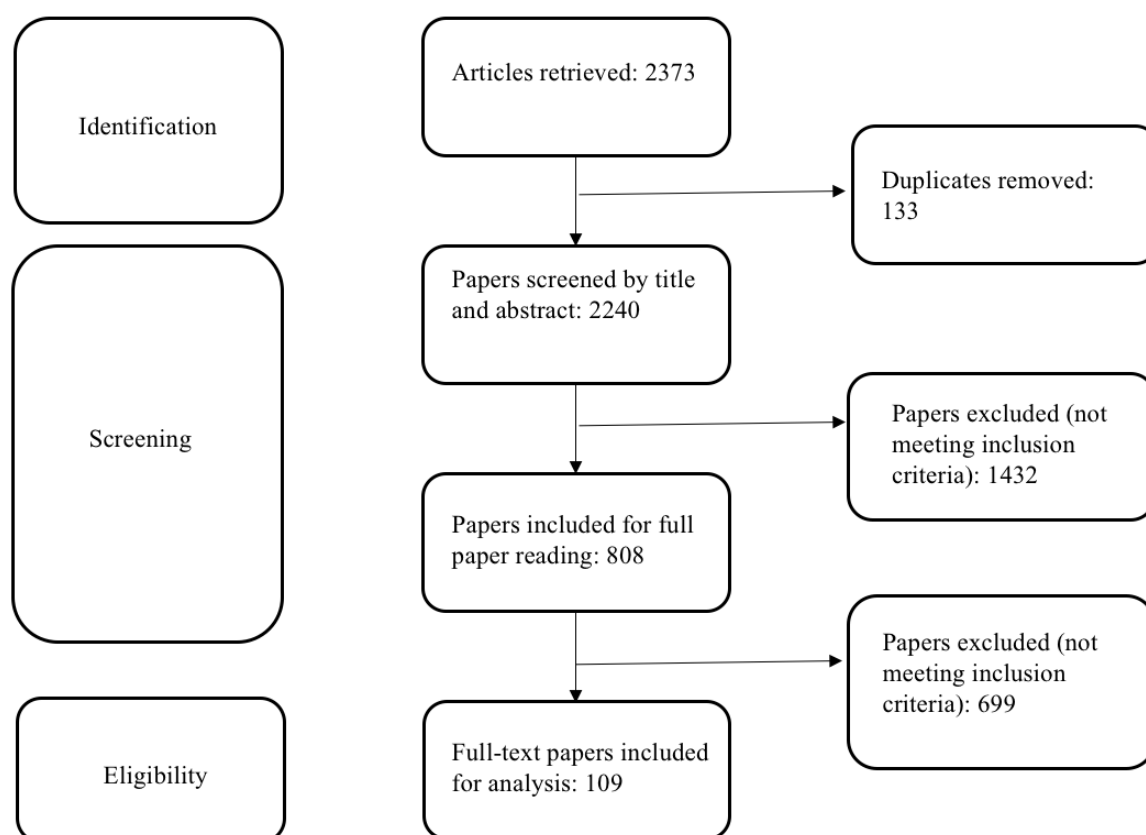 Identification
Articles retrieved: 2373
Duplicates removed:
133
Screening
Papers screened by title
and abstract: 2240
Papers excluded (not
meeting inclusion
criteria): 1432
Papers included for full
paper reading: 808
Papers excluded (not
meeting inclusion
criteria): 699
Eligibility
Full-text papers included
for analysis: 109